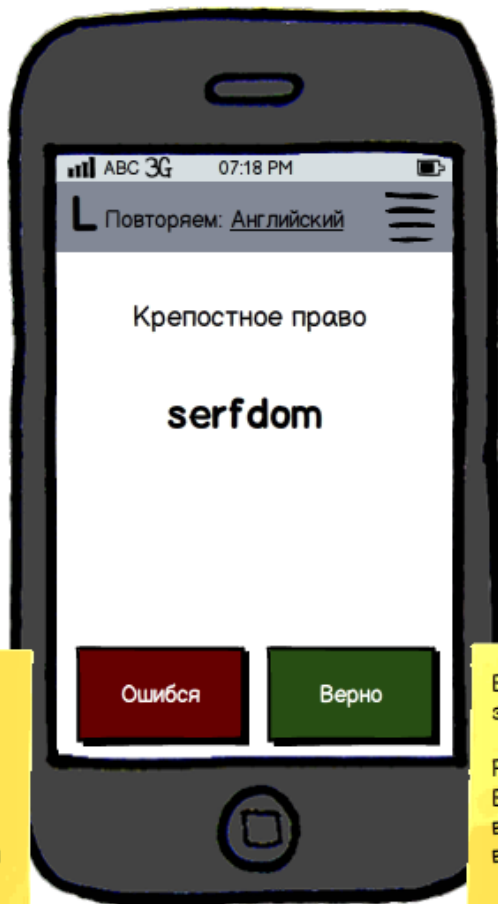 ABC 3G 07:18 PM
L Повторяем: Английский
Крепостное право
serfdom
Ошибся Верно